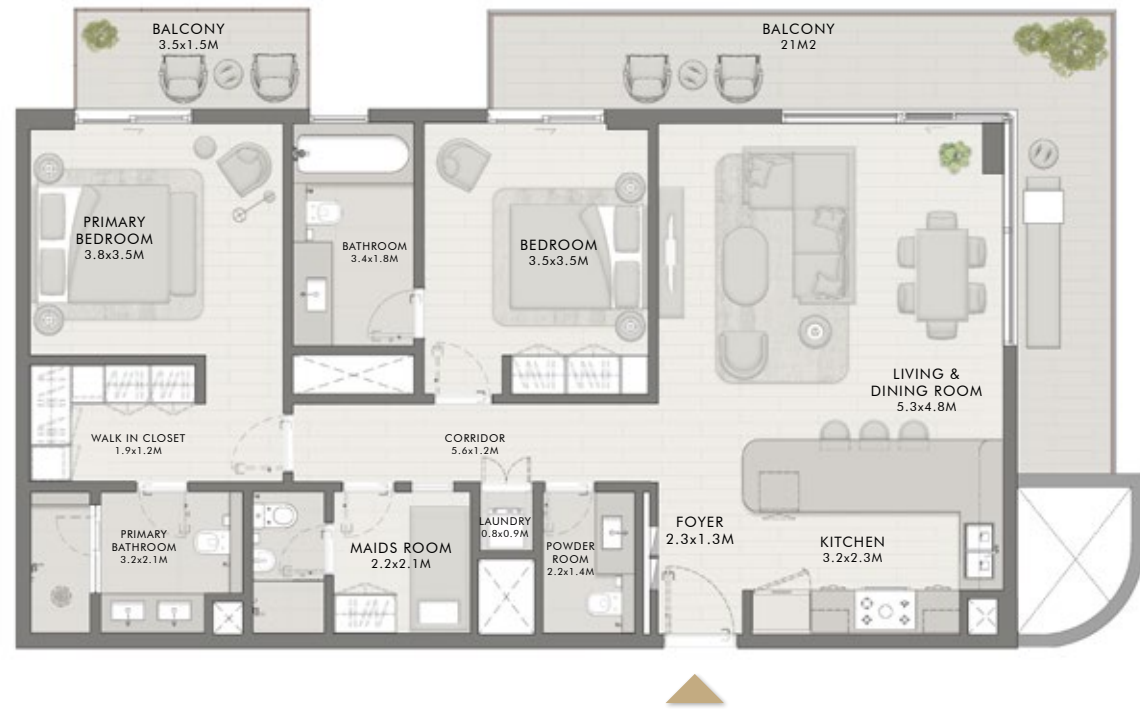 BALCONY
3.5x1.5M
BALCONY
21M2
PRIMARY
BEDROOM
3.8x3.5M
BATHROOM
3.4x1.8M
BEDROOM
3.5x3.5M
LIVING &
DINING ROOM
5.3x4.8M
WALK IN CLOSET
1.9x1.2M
CORRIDOR
5.6x1.2M
PRIMARY
BATHROOM
3.2x2.1M
MAIDS ROOM
2.2x2.1M
LAUNDRY
0.8x0.9M
POWDER
ROOM
2.2x1.4M
FOYER
2.3x1.3M
KITCHEN
3.2x2.3M